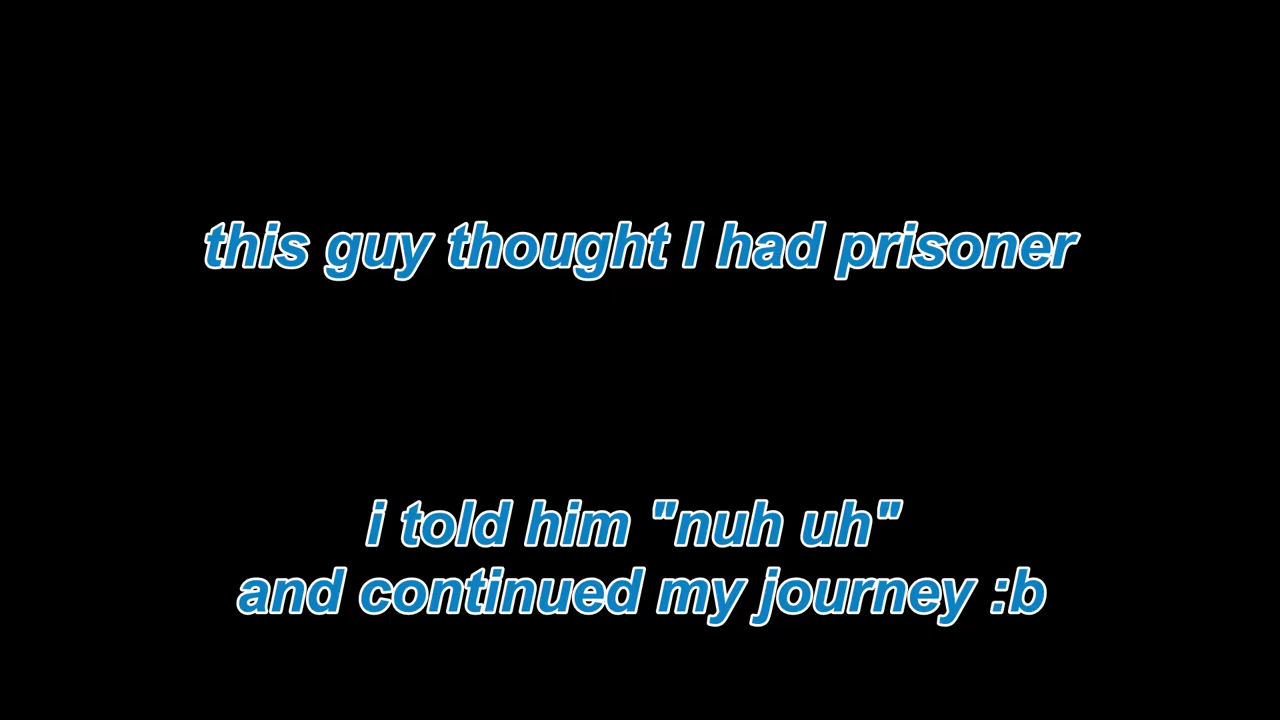 this guy thought I had prisoner
i told him "nuh uh"
and continued my journey :b